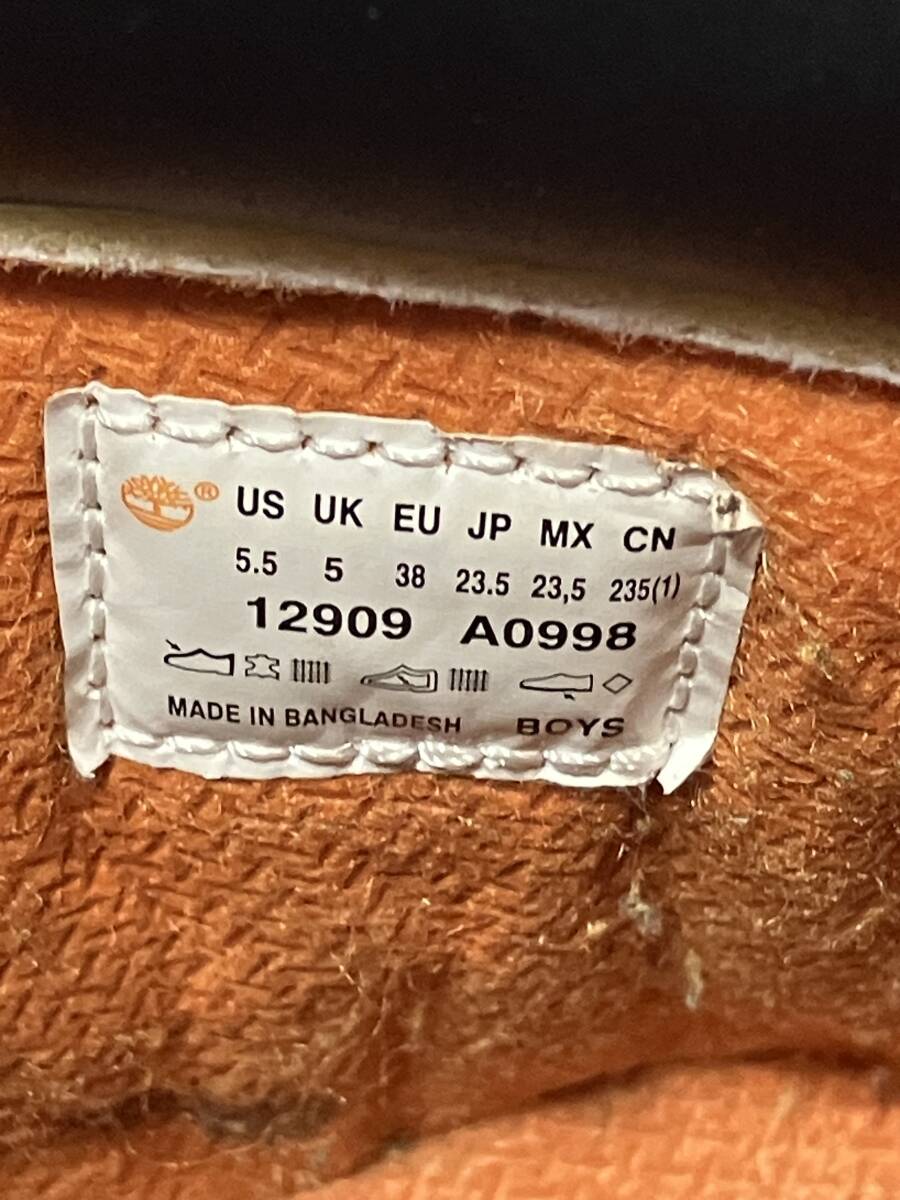 ® US UK EU JP MX CN
5.5 5 38 23.5 23,5 235(1)
12909 A0998
MADE IN BANGLADESH BOYS